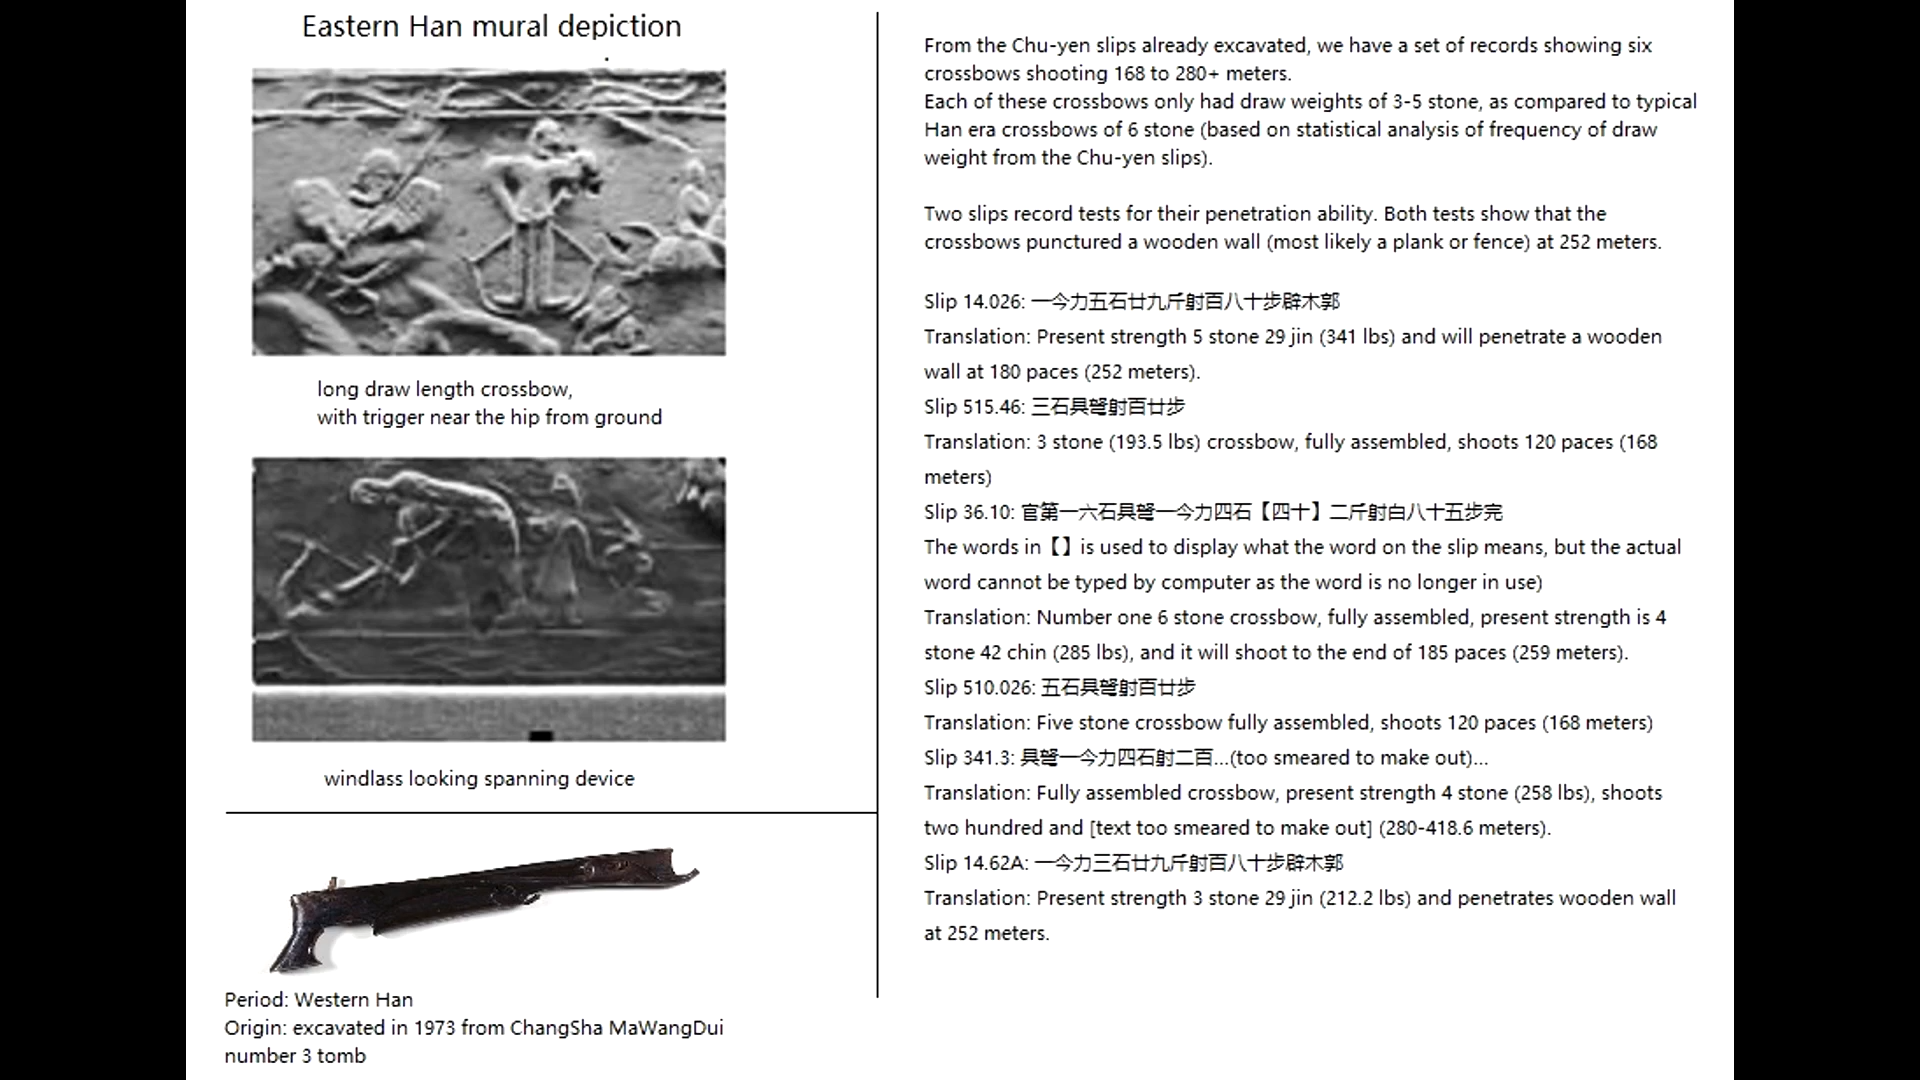 Eastern Han mural depiction
long draw length crossbow,
with trigger near the hip from ground
windlass looking spanning device
Period: Western Han
Origin: excavated in 1973 from ChangSha MaWangDui
number 3 tomb
From the Chu-yen slips already excavated, we have a set of records showing six
crossbows shooting 168 to 280+ meters.
Each of these crossbows only had draw weights of 3-5 stone, as compared to typical
Han era crossbows of 6 stone (based on statistical analysis of frequency of draw
weight from the Chu-yen slips).
Two slips record tests for their penetration ability. Both tests show that the
crossbows punctured a wooden wall (most likely a plank or fence) at 252 meters.
Slip 14.026: 一今力五石廿九斤射百八十步辟木郭
Translation: Present strength 5 stone 29 jin (341 lbs) and will penetrate a wooden
wall at 180 paces (252 meters).
Slip 515.46: 三石具弩射百廿步
Translation: 3 stone (193.5 lbs) crossbow, fully assembled, shoots 120 paces (168
meters)
Slip 36.10: 官第一六石具弩一今力四石【四十】二斤射白八十五步完
The words in【】is used to display what the word on the slip means, but the actual
word cannot be typed by computer as the word is no longer in use)
Translation: Number one 6 stone crossbow, fully assembled, present strength is 4
stone 42 chin (285 lbs), and it will shoot to the end of 185 paces (259 meters).
Slip 510.026: 五石具弩射百廿步
Translation: Five stone crossbow fully assembled, shoots 120 paces (168 meters)
Slip 341.3: 具弩一今力四石射二百...(too smeared to make out)...
Translation: Fully assembled crossbow, present strength 4 stone (258 lbs), shoots
two hundred and [text too smeared to make out] (280-418.6 meters).
Slip 14.62A: 一今力三石廿九斤射百八十步辟木郭
Translation: Present strength 3 stone 29 jin (212.2 lbs) and penetrates wooden wall
at 252 meters.